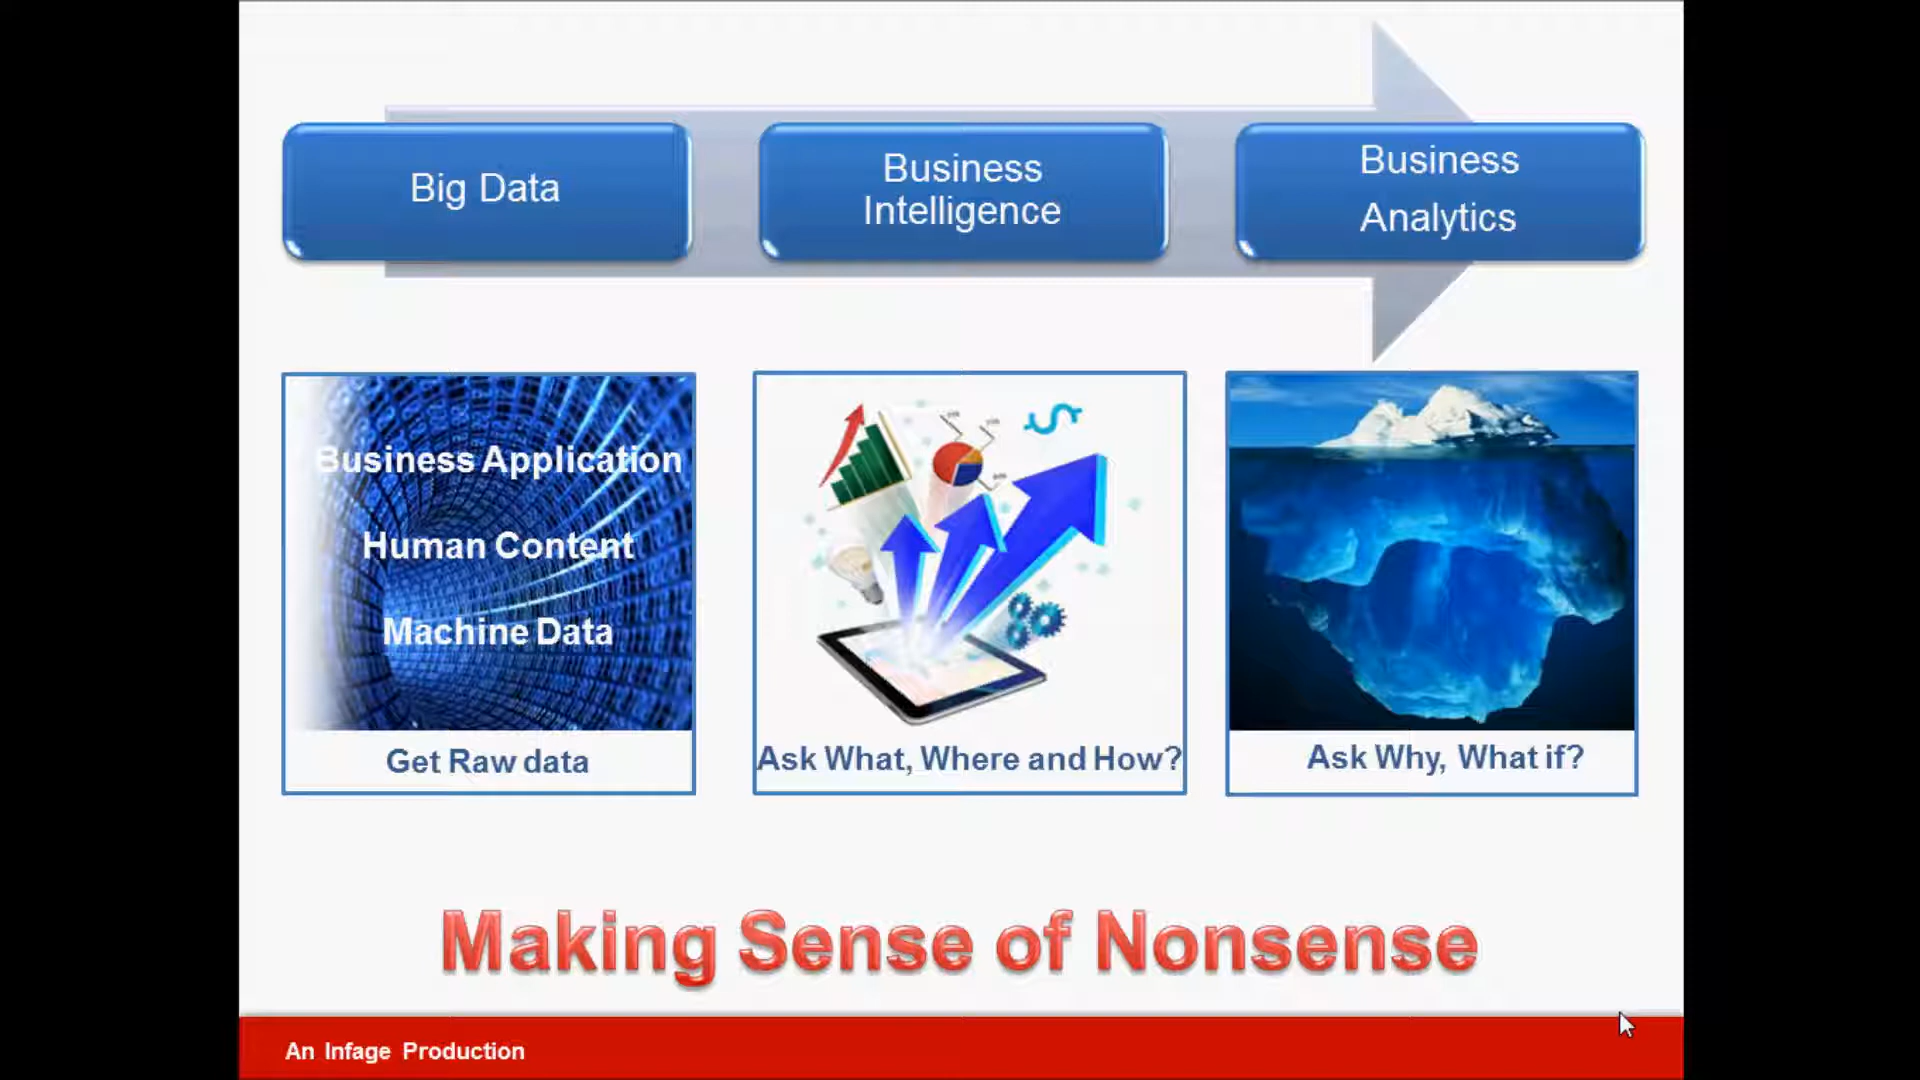 Big Data
Business
Intelligence
Business
Analytics
Business Application
Human Content
Machine Data
Get Raw data
Ask What, Where and How?
Ask Why, What if?
Making Sense of Nonsense
An Infage Production